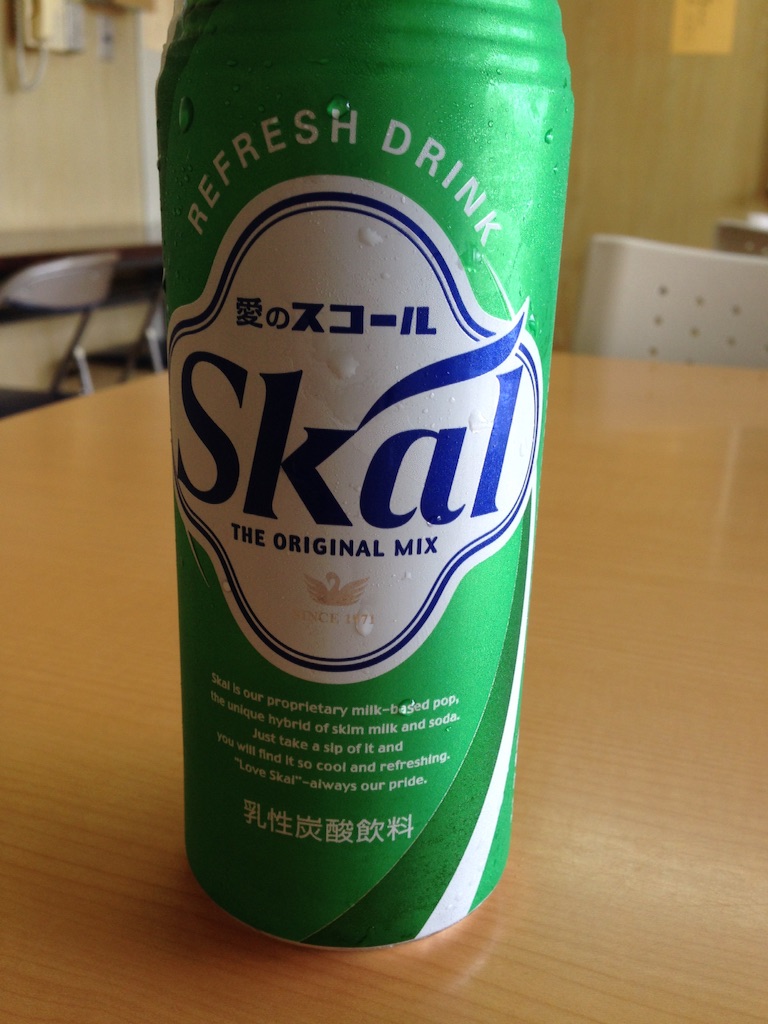 REFRESH DRINK
愛のスコール
Skal
THE ORIGINAL MIX
SINCE 1971
Skal is our proprietary milk-based pop,
the unique hybrid of skim milk and soda.
Just take a sip of it and
you will find it so cool and refreshing.
"Love Skal"-always our pride.
乳性炭酸飲料